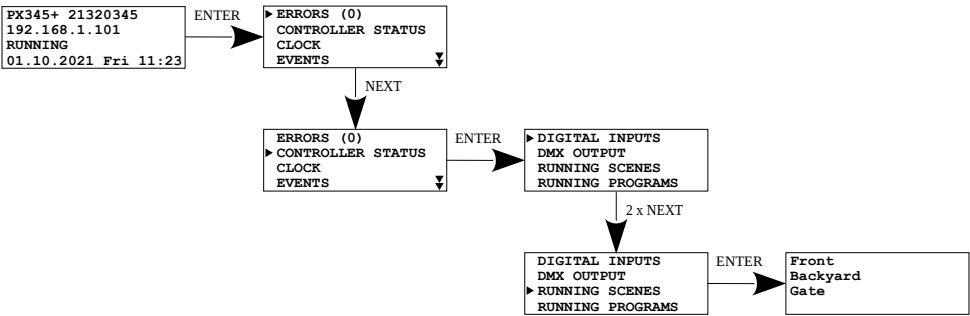 PX345+ 21320345
192.168.1.101
RUNNING
01.10.2021 Fri 11:23
ENTER
ERRORS (0)
CONTROLLER STATUS
CLOCK
EVENTS
NEXT
ERRORS (0)
CONTROLLER STATUS
CLOCK
EVENTS
ENTER
DIGITAL INPUTS
DMX OUTPUT
RUNNING SCENES
RUNNING PROGRAMS
2 x NEXT
DIGITAL INPUTS
DMX OUTPUT
RUNNING SCENES
RUNNING PROGRAMS
ENTER
Front
Backyard
Gate